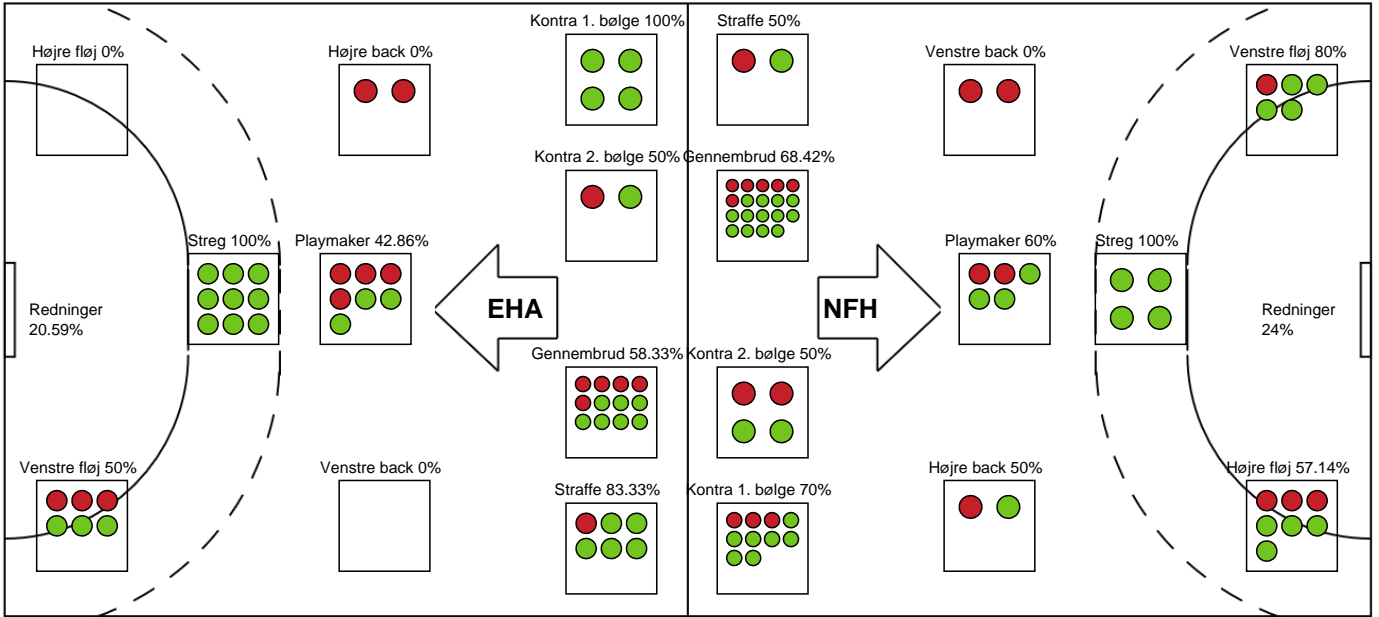 Kontra 1. bølge 100%
Straffe 50%
Højre fløj 0%
Højre back 0%
Venstre back 0%
Venstre fløj 80%
Kontra 2. bølge 50%
Gennembrud 68.42%
Streg 100%
Playmaker 42.86%
Playmaker 60%
Streg 100%
Redninger
20.59%
EHA
NFH
Redninger
24%
Gennembrud 58.33%
Kontra 2. bølge 50%
Venstre fløj 50%
Venstre back 0%
Højre back 50%
Højre fløj 57.14%
Straffe 83.33%
Kontra 1. bølge 70%